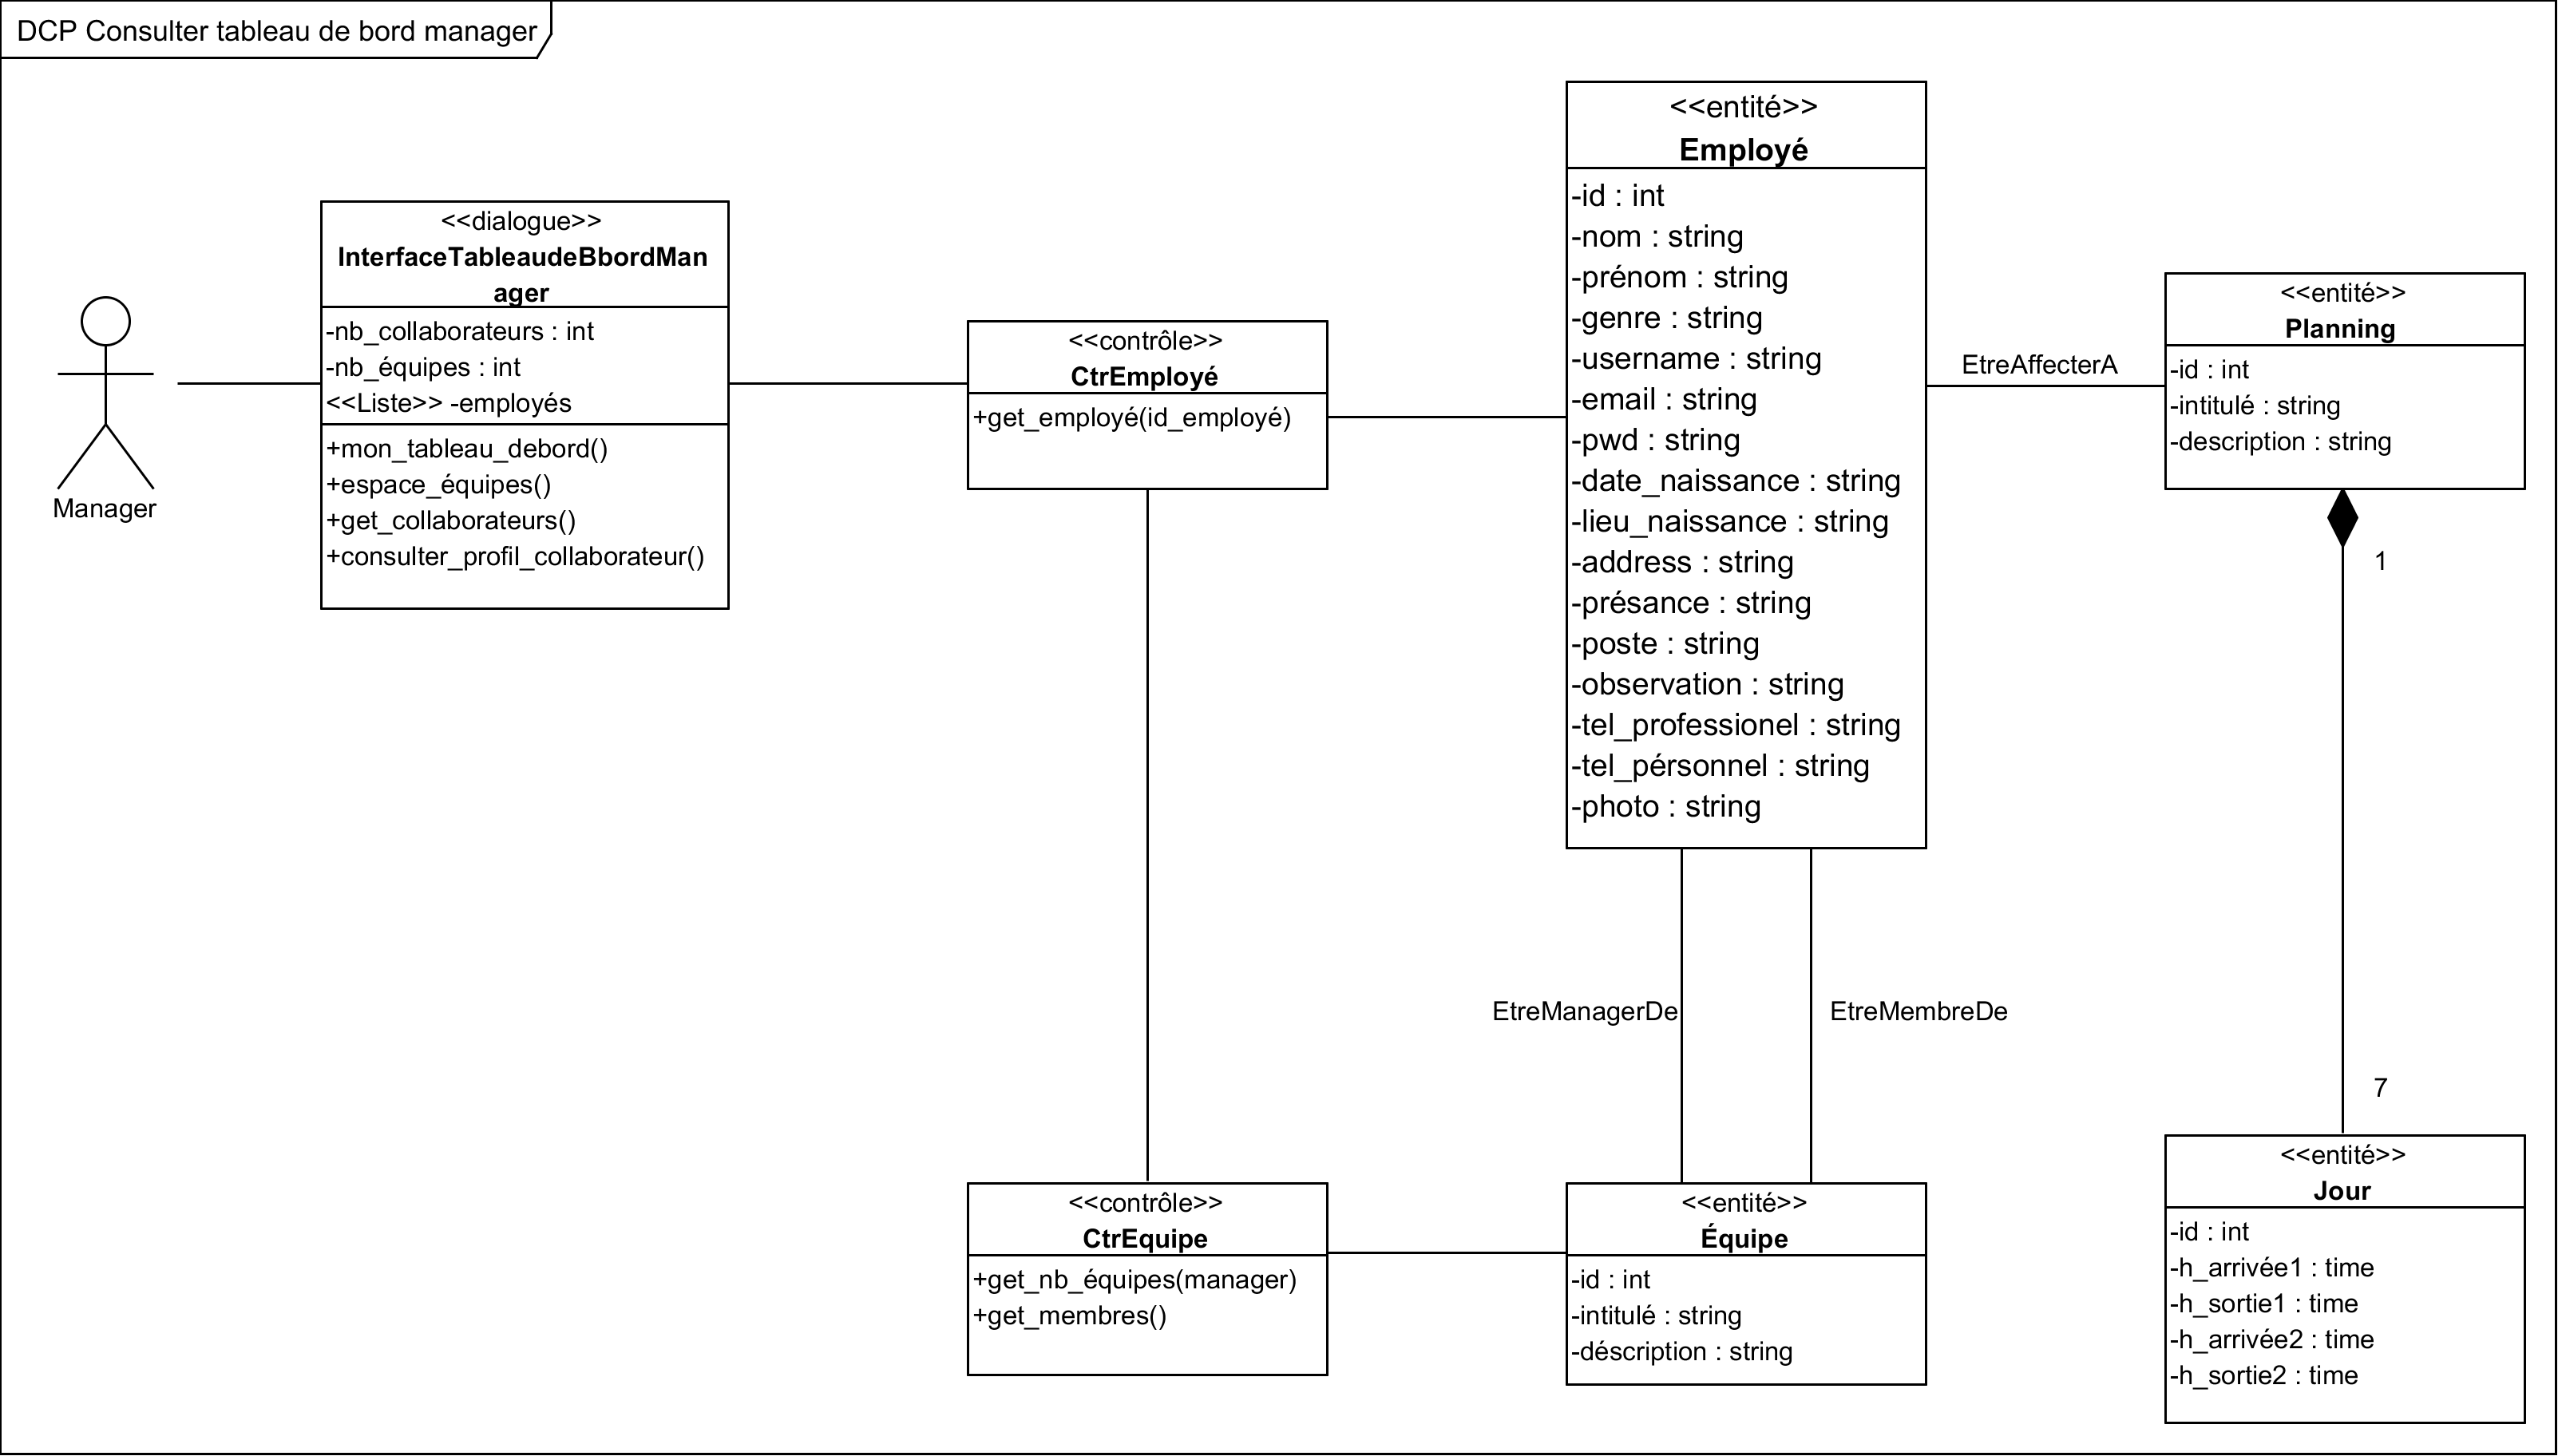 DCP Consulter tableau de bord manager
Manager
<<dialogue>>
InterfaceTableaudeBbordMan
ager
-nb_collaborateurs : int
-nb_équipes : int
<<Liste>> -employés
+mon_tableau_debord()
+espace_équipes()
+get_collaborateurs()
+consulter_profil_collaborateur()
<<contrôle>>
CtrEmployé
+get_employé(id_employé)
<<entité>>
Employé
-id : int
-nom : string
-prénom : string
-genre : string
-username : string
-email : string
-pwd : string
-date_naissance : string
-lieu_naissance : string
-address : string
-présance : string
-poste : string
-observation : string
-tel_professionel : string
-tel_pérsonnel : string
-photo : string
EtreAffecterA
<<entité>>
Planning
-id : int
-intitulé : string
-description : string
1
7
EtreManagerDe
EtreMembreDe
<<contrôle>>
CtrEquipe
+get_nb_équipes(manager)
+get_membres()
<<entité>>
Équipe
-id : int
-intitulé : string
-déscription : string
<<entité>>
Jour
-id : int
-h_arrivée1 : time
-h_sortie1 : time
-h_arrivée2 : time
-h_sortie2 : time